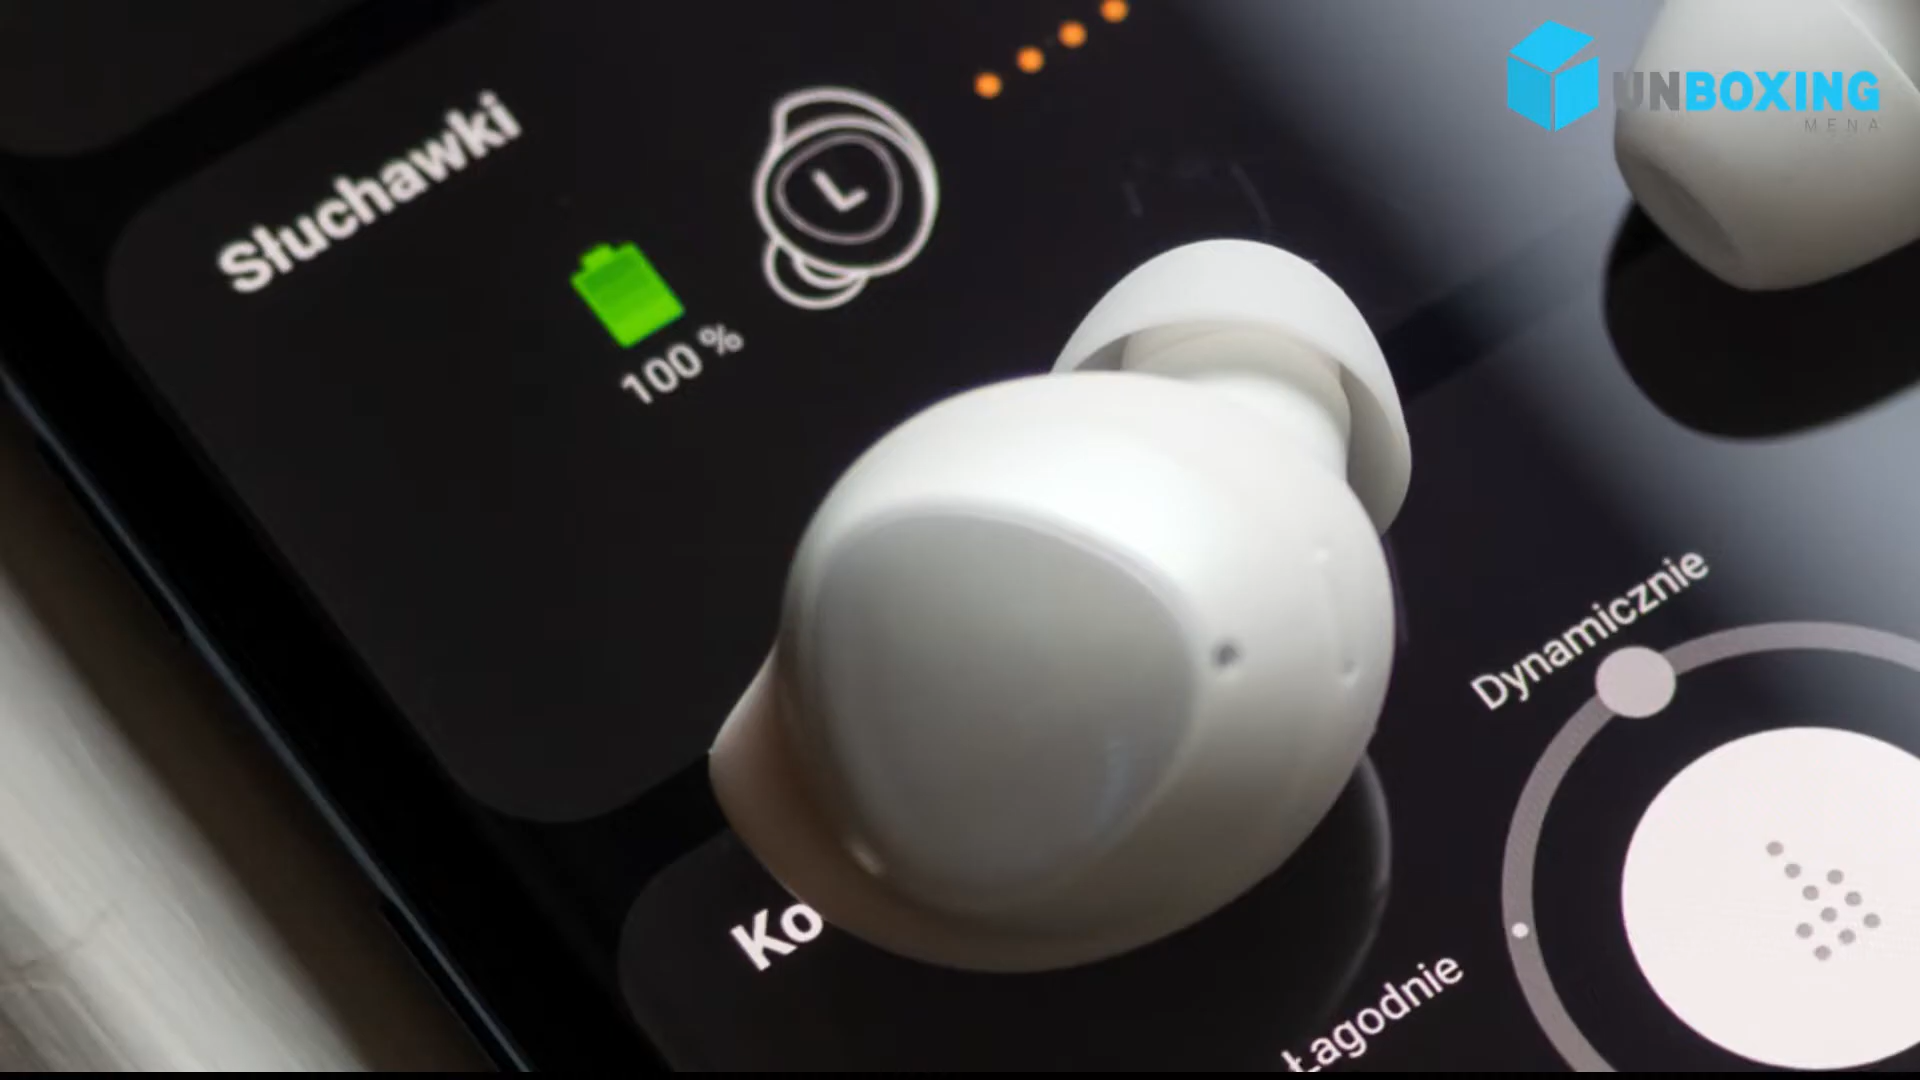 UNBOXING
MENA
Słuchawki
L
100 %
Dynamicznie
Ko
Łagodnie